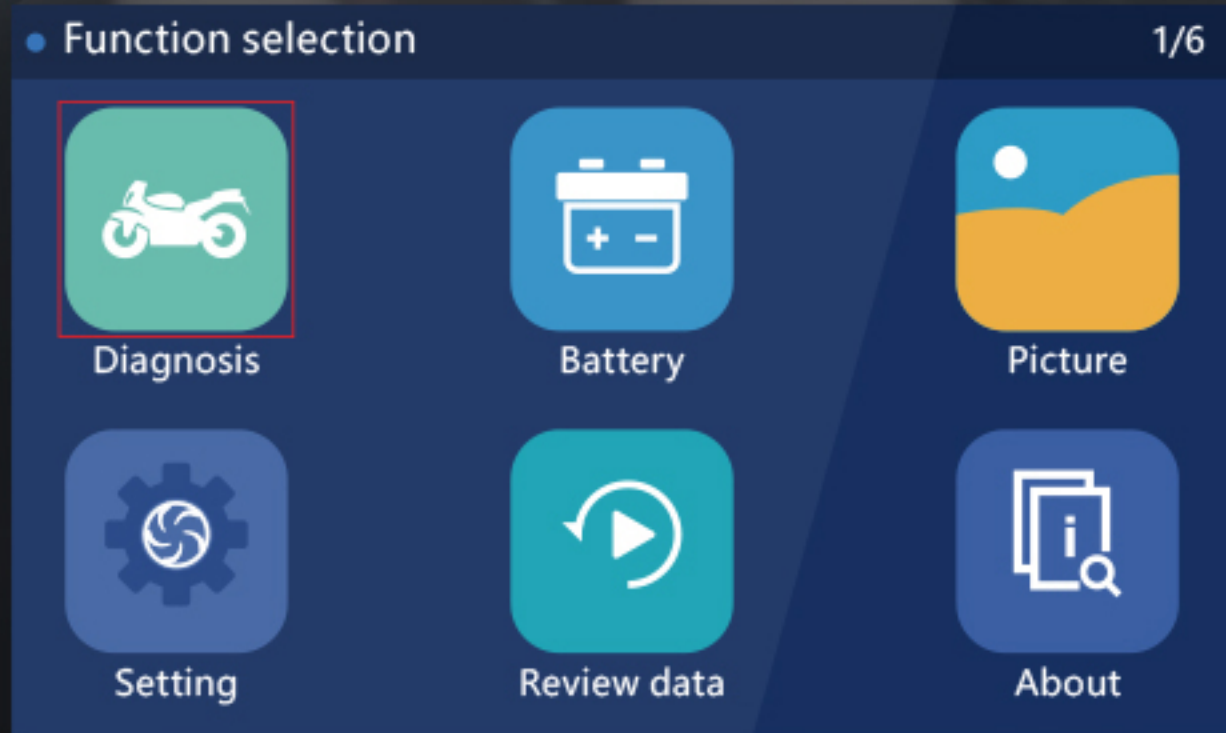 Function selection 1/6
Diagnosis Battery Picture
Setting Review data About